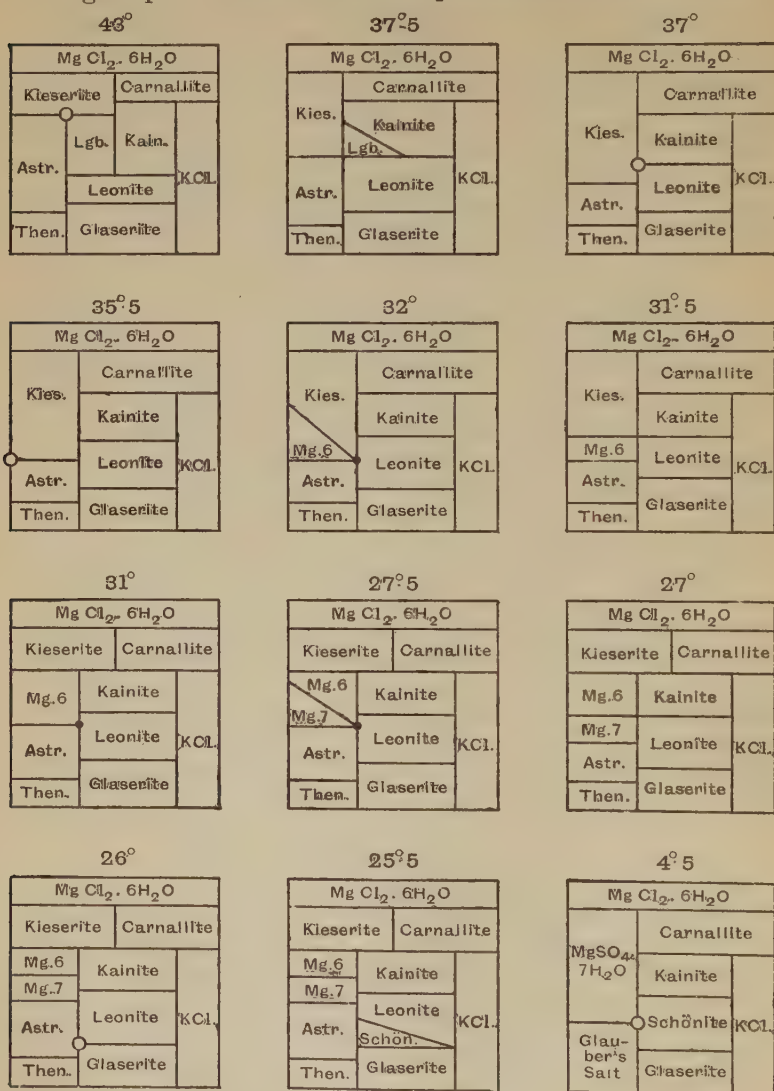 43°
Mg Cl2. 6H2O
Kieserite Carnallite
Lgb. Kain.
Astr.
KCl.
Leonite
Then. Glaserite
37°.5
Mg Cl2. 6H2O
Carnallite
Kies.
Kainite
Lgb.
Astr.
Leonite
KCl.
Then. Glaserite
37°
Mg Cl2. 6H2O
Carnallite
Kies.
Kainite
KCl.
Leonite
Astr.
Then. Glaserite
35°.5
Mg Cl2. 6H2O
Carnallite
Kies.
Kainite
Leonite
KCl.
Astr.
Then. Glaserite
32°
Mg Cl2. 6H2O
Carnallite
Kies.
Kainite
Mg.6
Leonite
KCl.
Astr.
Then. Glaserite
31°.5
Mg Cl2. 6H2O
Carnallite
Kies.
Kainite
Mg.6
Leonite
KCl.
Astr.
Then. Glaserite
31°
Mg Cl2. 6H2O
Kieserite Carnallite
Mg.6 Kainite
Leonite
KCl.
Astr.
Then. Glaserite
27°.5
Mg Cl2. 6H2O
Kieserite Carnallite
Mg.6
Kainite
Mg.7
Leonite
KCl.
Astr.
Then. Glaserite
27°
Mg Cl2. 6H2O
Kieserite Carnallite
Mg.6 Kainite
Mg.7
Leonite
KCl.
Astr.
Then. Glaserite
26°
Mg Cl2. 6H2O
Kieserite Carnallite
Mg.6
Kainite
Mg.7
Leonite
KCl.
Astr.
Then. Glaserite
25°.5
Mg Cl2. 6H2O
Kieserite Carnallite
Mg.6
Kainite
Mg.7
Leonite
KCl.
Astr.
Schön.
Then. Glaserite
4°.5
Mg Cl2. 6H2O
Carnallite
MgSO4.
7H2O
Kainite
Schönite
KCl.
Glau-
ber's
Salt
Glaserite